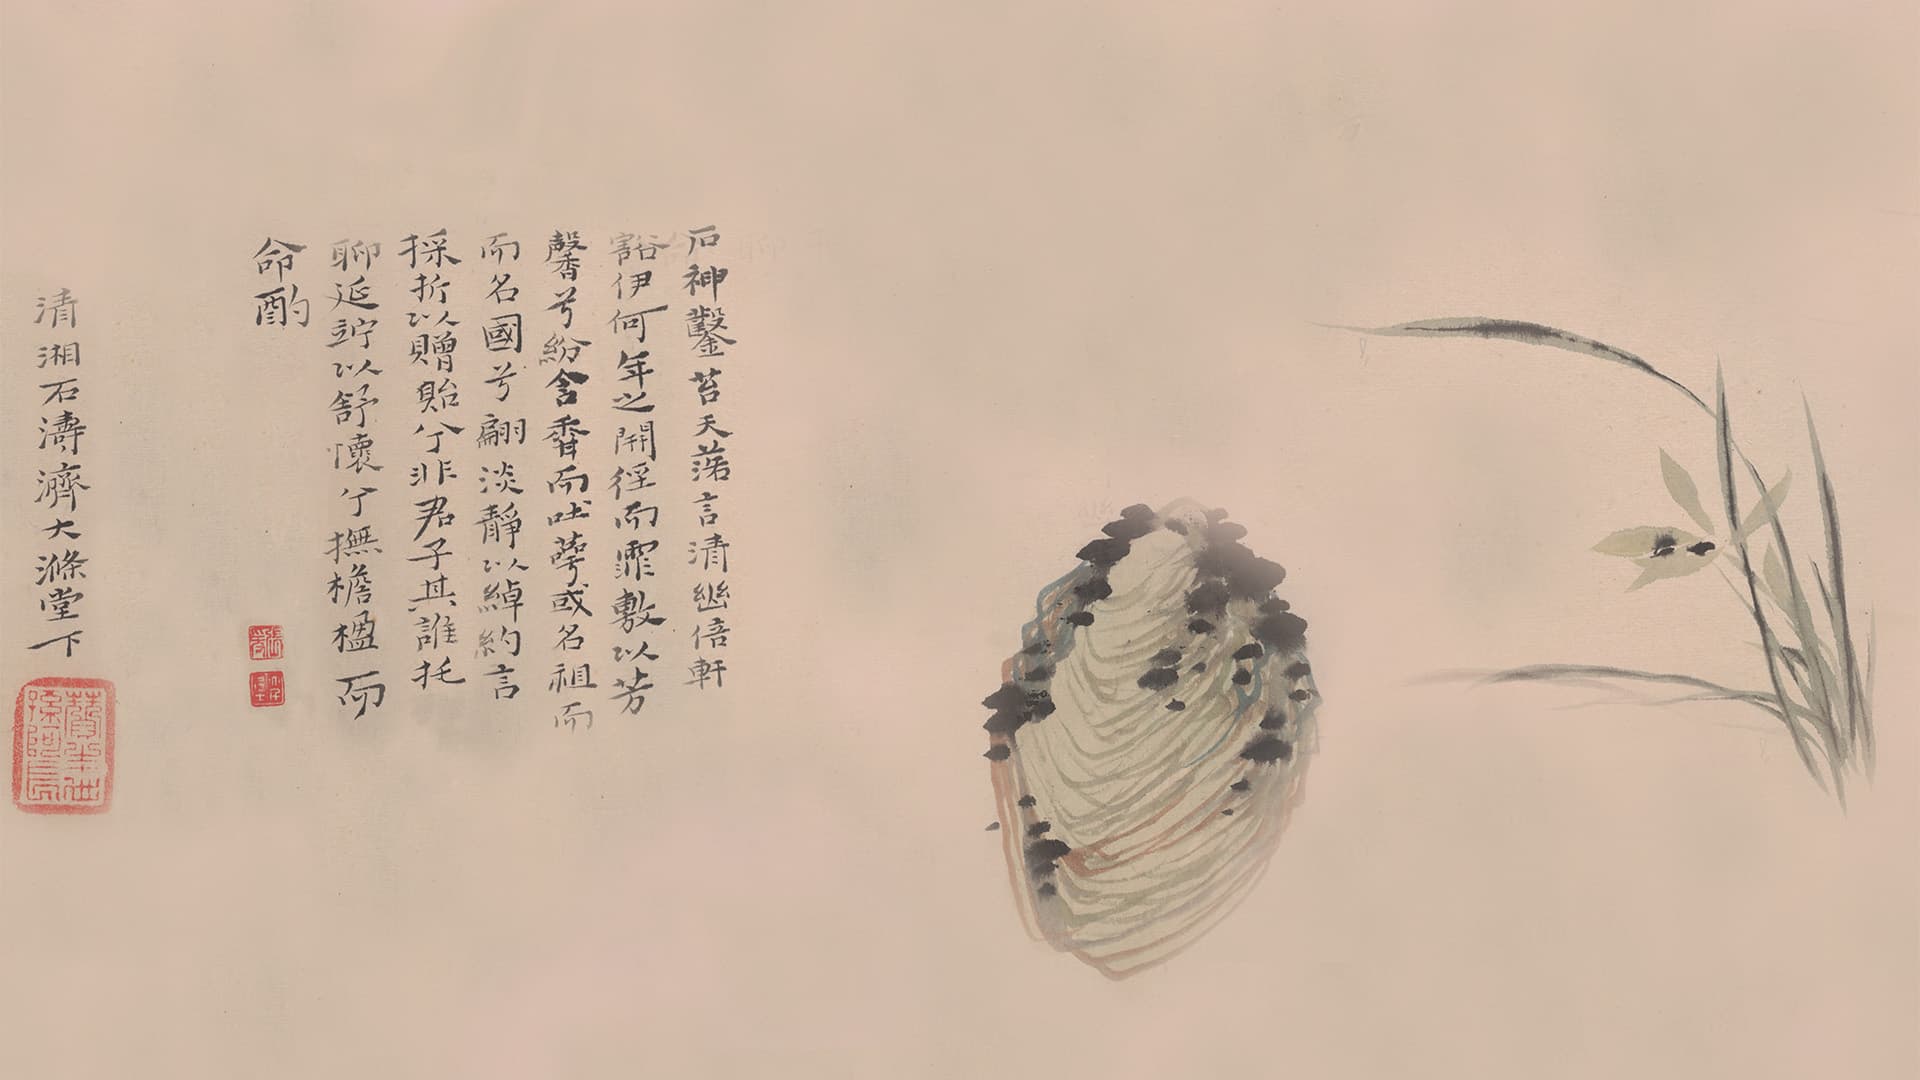 石神鑿苔天落言清幽倍軒
豁伊何年之開徑而霏敷以芳
馨兮紛含香而吐萼或名祖而
而名國兮翩淡靜以綽約言
採折以贈貽兮非君子其誰托
聊延竚以舒懷兮撫檐楹而
命酌
清湘石濤濟大滌堂下